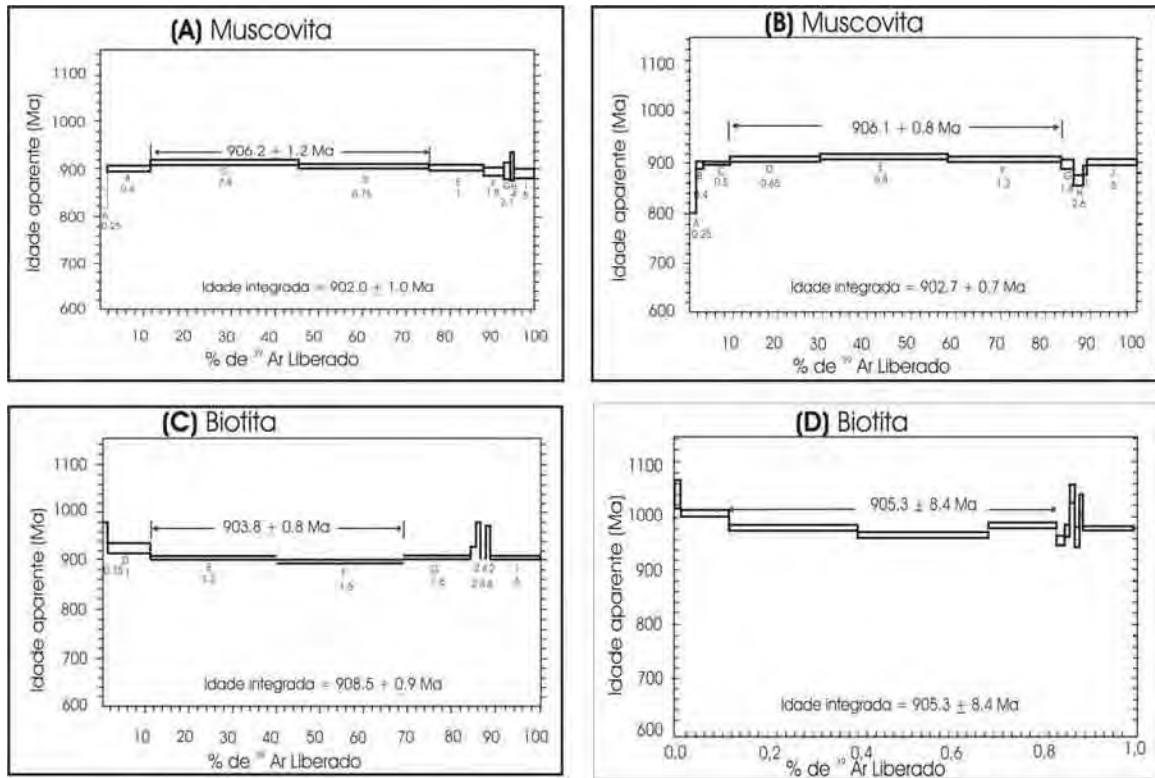 (A) Muscovita
Idade aparente (Ma)
1100
1000
900
800
700
600
906.2 ± 1.2 Ma
A
0.25
Idade integrada = 902.0 ± 1.0 Ma
10 20 30 40 50 60 70 80 90 100
% de ³⁹ Ar Liberado
(B) Muscovita
Idade aparente (Ma)
1100
1000
900
800
700
600
906.1 + 0.8 Ma
A
0.25
Idade integrada = 902.7 + 0.7 Ma
10 20 30 40 50 60 70 80 90 100
% de ³⁹ Ar Liberado
(C) Biotita
Idade aparente (Ma)
1100
1000
900
800
700
600
903.8 + 0.8 Ma
Idade integrada = 908.5 + 0.9 Ma
10 20 30 40 50 60 70 80 90 100
% de ³⁹ Ar Liberado
(D) Biotita
Idade aparente (Ma)
1100
1000
900
800
700
600
905.3 ± 8.4 Ma
Idade integrada = 905.3 ± 8.4 Ma
0,0 0,2 0,4 0,6 0,8 1,0
% de ³⁹ Ar Liberado